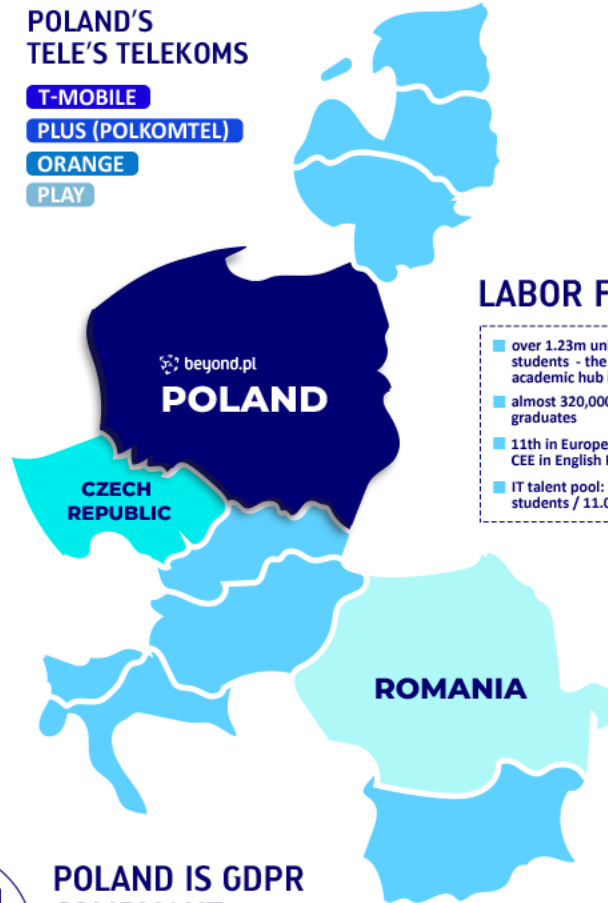 POLAND'S
TELE'S TELEKOMS
T-MOBILE
PLUS (POLKOMTEL)
ORANGE
PLAY
LABOR
over 1.23m
students - the
academic hub
almost 320,000
graduates
11th in Europe
CEE in English
IT talent pool:
students / 11.0
beyond.pl
POLAND
CZECH
REPUBLIC
ROMANIA
POLAND IS GDPR